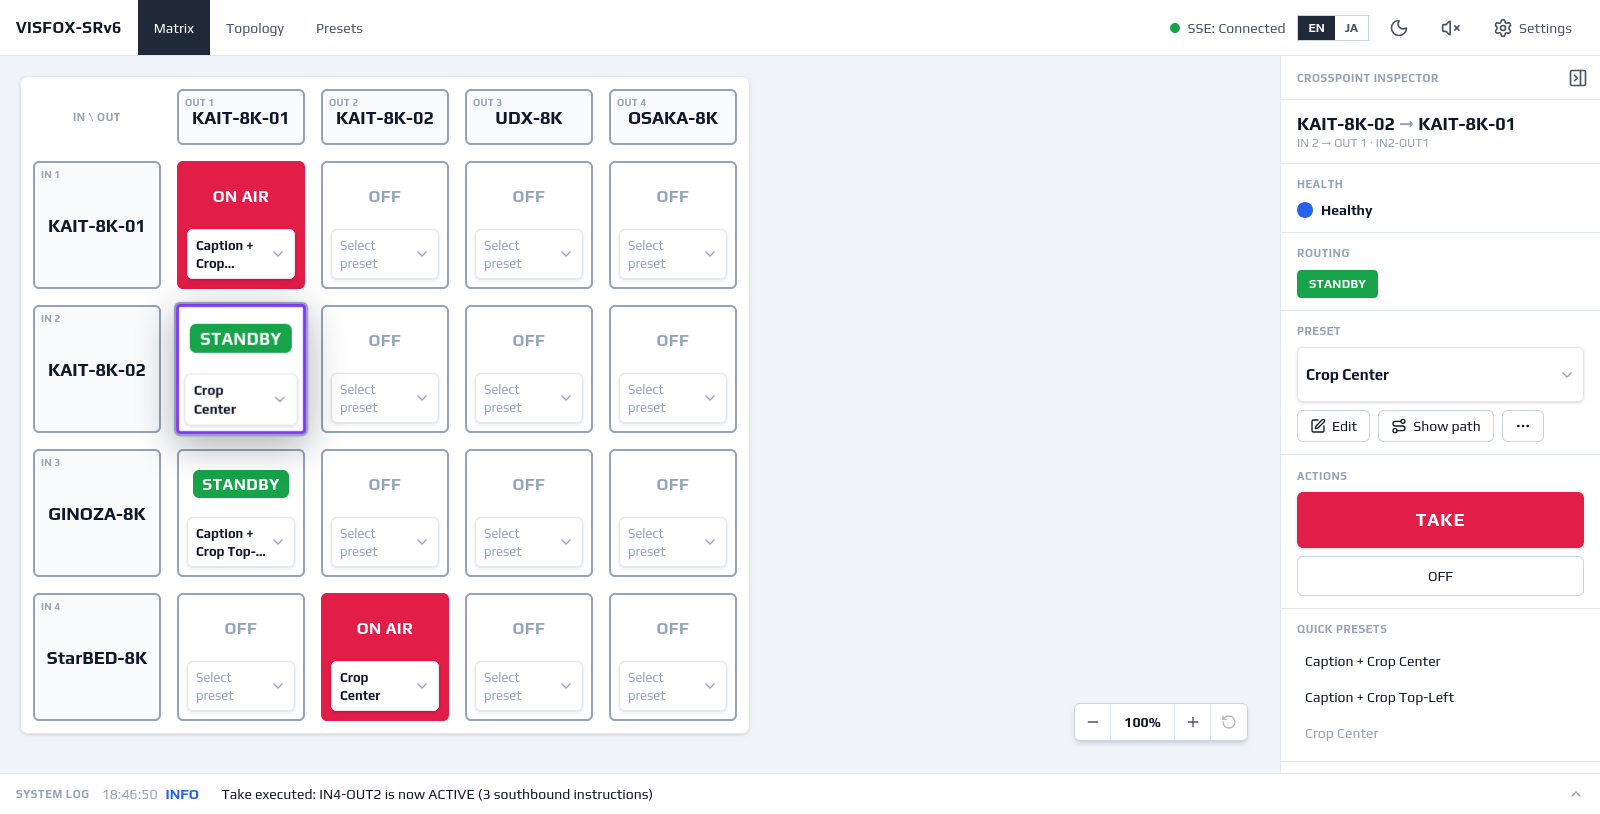 VISFOX-SRv6
Matrix
Topology
Presets
SSE: Connected
EN
JA
Settings
IN \ OUT
OUT 1
KAIT-8K-01
OUT 2
KAIT-8K-02
OUT 3
UDX-8K
OUT 4
OSAKA-8K
IN 1
KAIT-8K-01
ON AIR
Caption +
Crop...
OFF
Select
preset
OFF
Select
preset
OFF
Select
preset
IN 2
KAIT-8K-02
STANDBY
Crop
Center
OFF
Select
preset
OFF
Select
preset
OFF
Select
preset
IN 3
GINOZA-8K
STANDBY
Caption +
Crop Top-...
OFF
Select
preset
OFF
Select
preset
OFF
Select
preset
IN 4
StarBED-8K
OFF
Select
preset
ON AIR
Crop
Center
OFF
Select
preset
OFF
Select
preset
100%
CROSSPOINT INSPECTOR
KAIT-8K-02 → KAIT-8K-01
IN 2 → OUT 1 · IN2-OUT1
HEALTH
Healthy
ROUTING
STANDBY
PRESET
Crop Center
Edit
Show path
...
ACTIONS
TAKE
OFF
QUICK PRESETS
Caption + Crop Center
Caption + Crop Top-Left
Crop Center
SYSTEM LOG 18:46:50 INFO Take executed: IN4-OUT2 is now ACTIVE (3 southbound instructions)